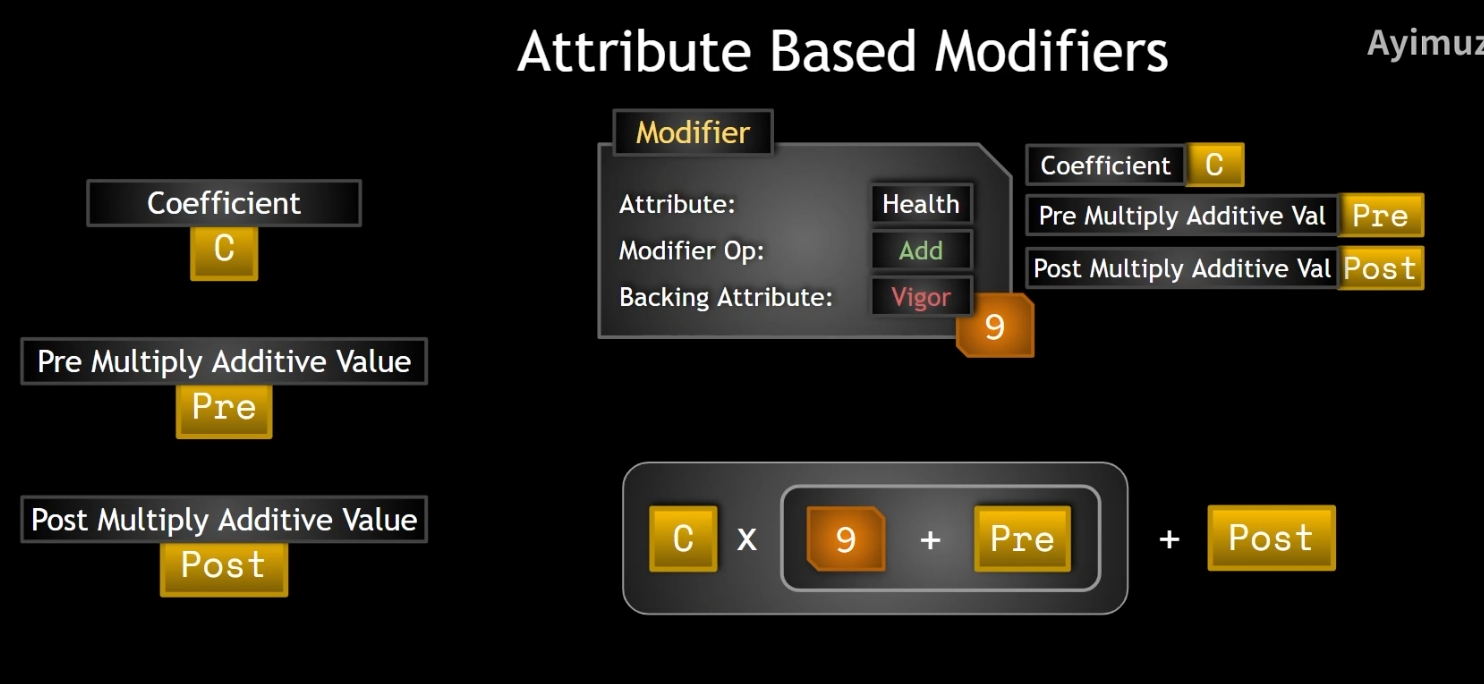 Attribute Based Modifiers
Coefficient
C
Pre Multiply Additive Value
Pre
Post Multiply Additive Value
Post
Modifier
Attribute: Health
Modifier Op: Add
Backing Attribute: Vigor
9
Coefficient C
Pre Multiply Additive Val Pre
Post Multiply Additive Val Post
C x 9 + Pre + Post